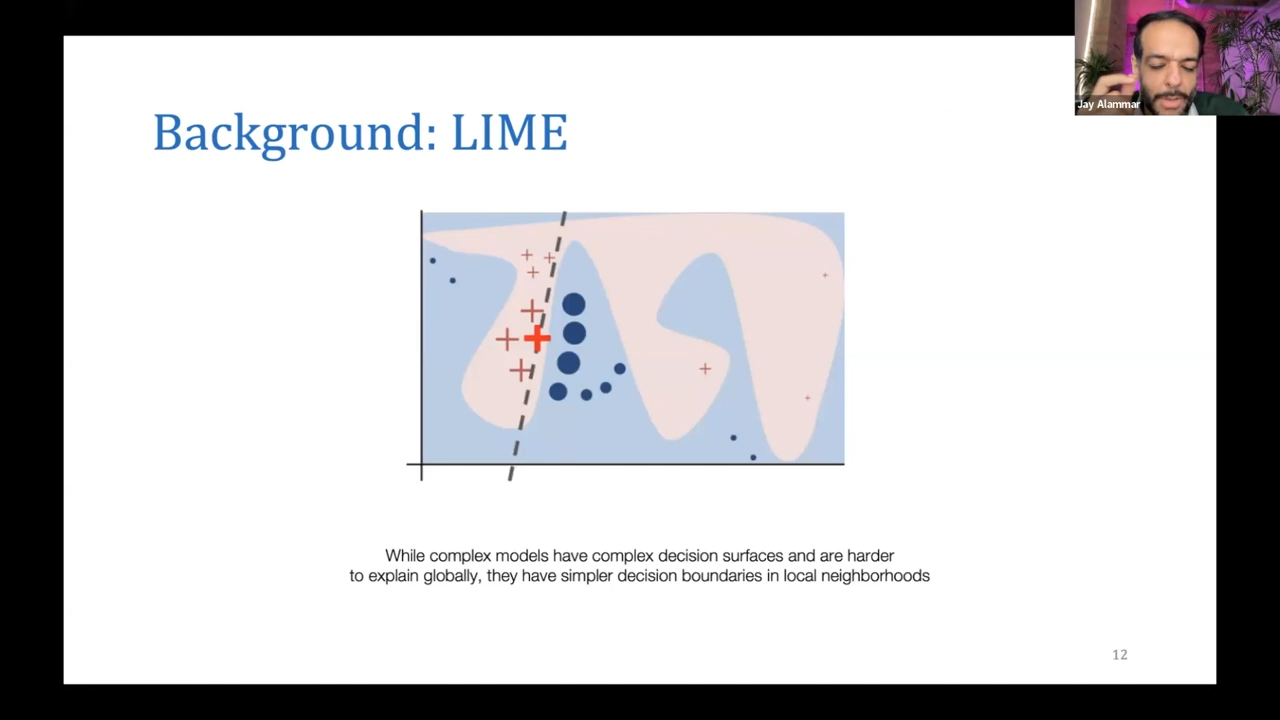 Jay Alammar
Background: LIME
While complex models have complex decision surfaces and are harder
to explain globally, they have simpler decision boundaries in local neighborhoods
12